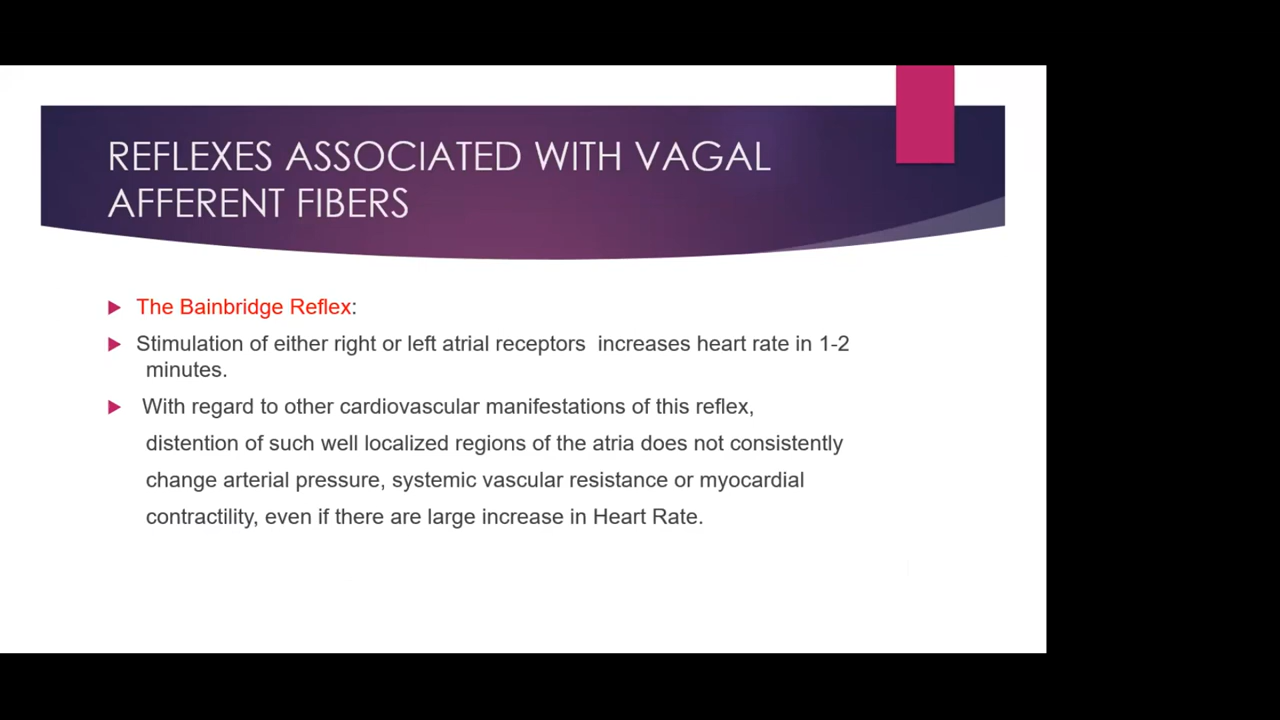 REFLEXES ASSOCIATED WITH VAGAL
AFFERENT FIBERS
The Bainbridge Reflex:
Stimulation of either right or left atrial receptors increases heart rate in 1-2
minutes.
With regard to other cardiovascular manifestations of this reflex,
distention of such well localized regions of the atria does not consistently
change arterial pressure, systemic vascular resistance or myocardial
contractility, even if there are large increase in Heart Rate.